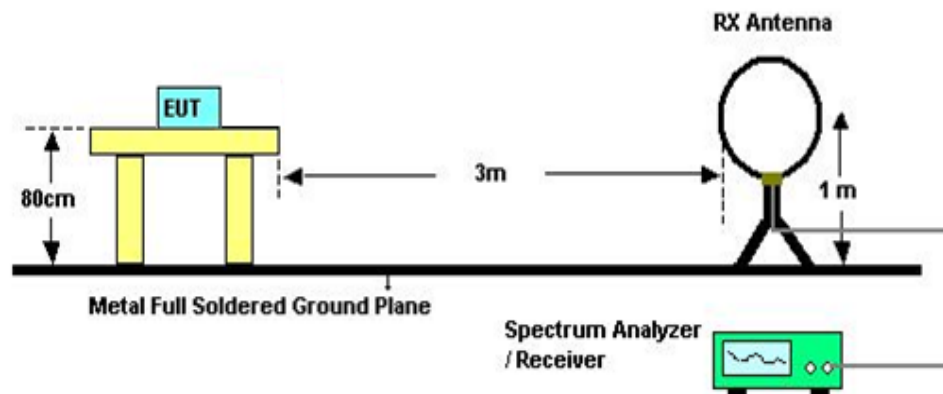 RX Antenna
EUT
80cm
3m
1 m
Metal Full Soldered Ground Plane
Spectrum Analyzer
/ Receiver